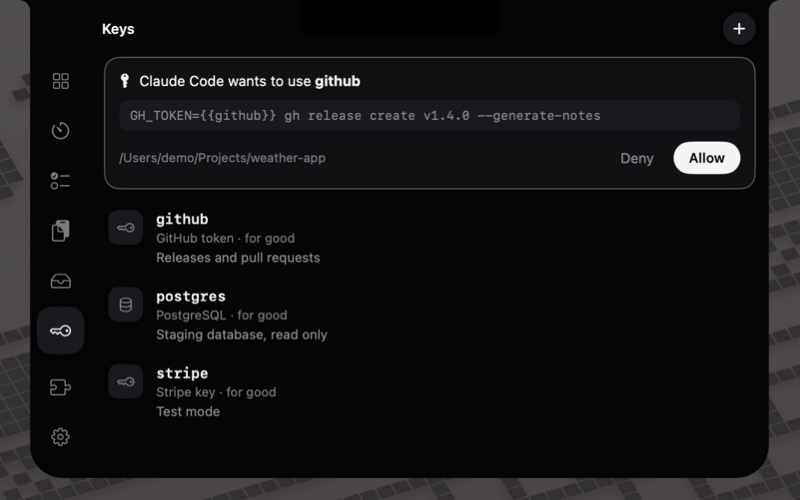 Keys
Claude Code wants to use github
GH_TOKEN={{github}} gh release create v1.4.0 --generate-notes
/Users/demo/Projects/weather-app
Deny
Allow
github
GitHub token · for good
Releases and pull requests
postgres
PostgreSQL · for good
Staging database, read only
stripe
Stripe key · for good
Test mode